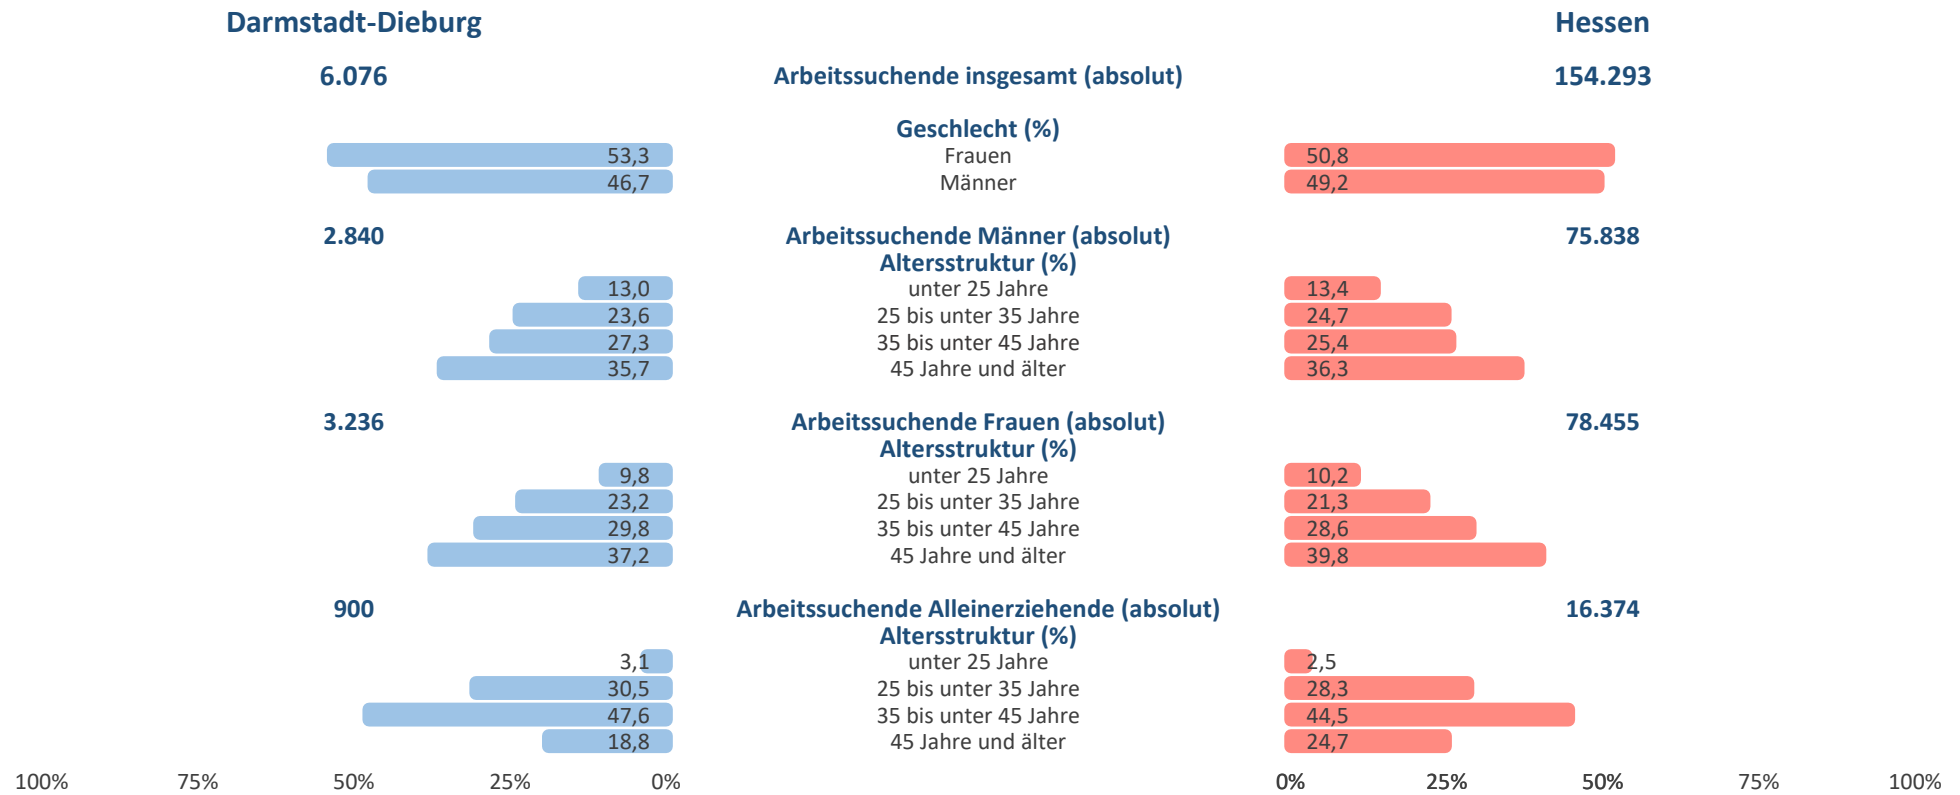 Darmstadt-Dieburg Hessen
6.076 Arbeitssuchende insgesamt (absolut) 154.293
Geschlecht (%)
53,3 Frauen 50,8
46,7 Männer 49,2
2.840 Arbeitssuchende Männer (absolut) 75.838
Altersstruktur (%)
13,0 unter 25 Jahre 13,4
23,6 25 bis unter 35 Jahre 24,7
27,3 35 bis unter 45 Jahre 25,4
35,7 45 Jahre und älter 36,3
3.236 Arbeitssuchende Frauen (absolut) 78.455
Altersstruktur (%)
9,8 unter 25 Jahre 10,2
23,2 25 bis unter 35 Jahre 21,3
29,8 35 bis unter 45 Jahre 28,6
37,2 45 Jahre und älter 39,8
900 Arbeitssuchende Alleinerziehende (absolut) 16.374
Altersstruktur (%)
3,1 unter 25 Jahre 2,5
30,5 25 bis unter 35 Jahre 28,3
47,6 35 bis unter 45 Jahre 44,5
18,8 45 Jahre und älter 24,7
100% 75% 50% 25% 0% 0% 25% 50% 75% 100%